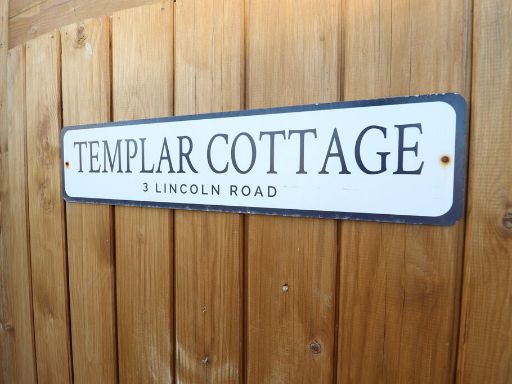 TEMPLAR COTTAGE
3 LINCOLN ROAD